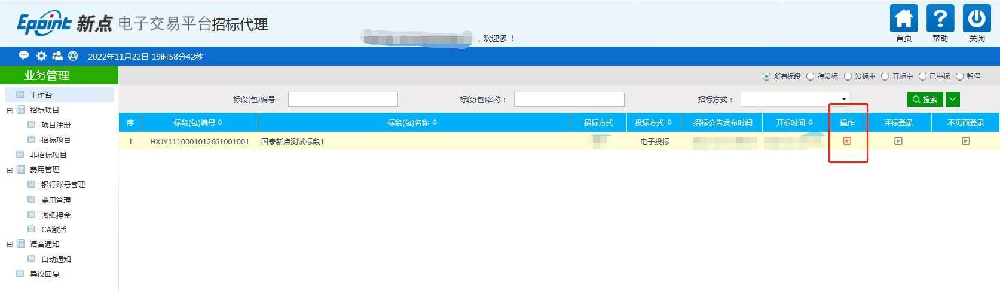 Epoint 新点 电子交易平台招标代理
，欢迎您 ！
首页 帮助 关闭
2022年11月22日 19时58分42秒
业务管理
所有标段 待发标 发标中 开标中 已中标 暂停
工作台
标段(包)编号： 标段(包)名称： 招标方式： 搜索
招标项目
序 标段(包)编号 标段(包)名称 招标方式 投标方式 招标公告发布时间 开标时间 操作 评标登录 不见面登录
项目注册
1 HXJY1110001012661001001 国泰新点测试标段1 电子投标
招标项目
非招标项目
费用管理
银行账号管理
费用管理
图纸押金
CA激活
语音通知
自动通知
异议回复